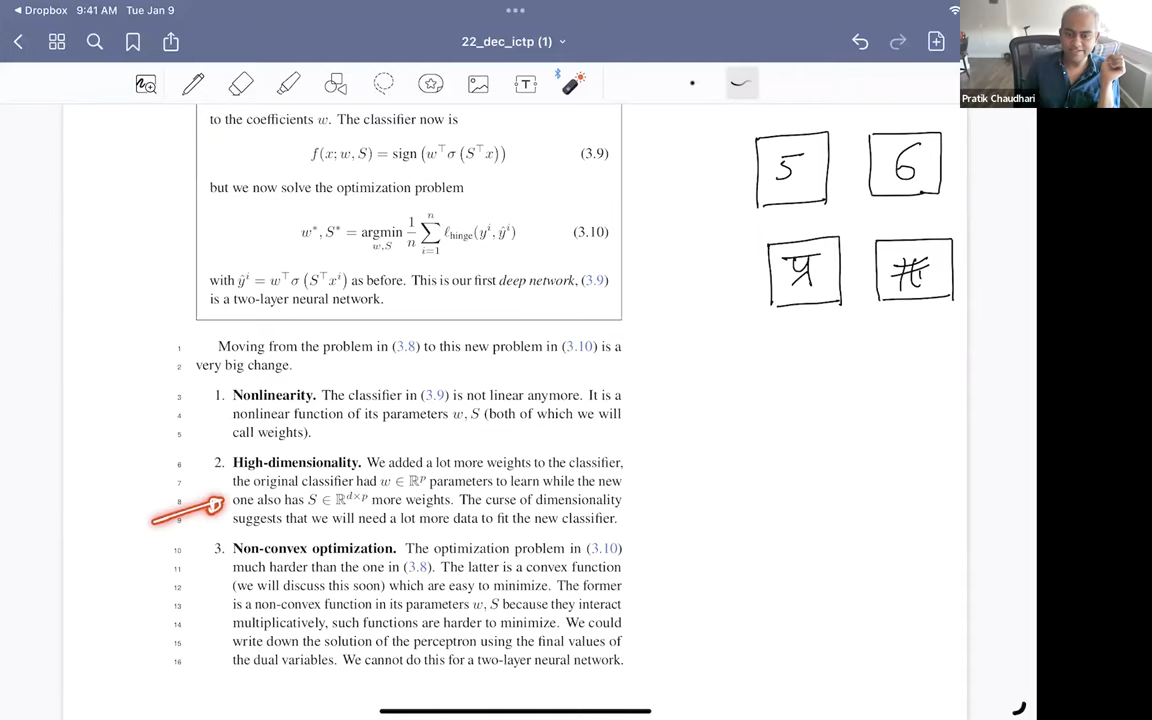 Dropbox 9:41 AM Tue Jan 9
22_dec_ictp (1)
Pratik Chaudhari
to the coefficients w. The classifier now is
f(x; w, S) = sign (w⊤σ (S⊤x)) (3.9)
but we now solve the optimization problem
w*, S* = argmin_{w,S} 1/n ∑_{i=1}^{n} ℓ_hinge(y^i, ŷ^i) (3.10)
with ŷ^i = w⊤σ (S⊤x^i) as before. This is our first deep network, (3.9)
is a two-layer neural network.
5 6
1 Moving from the problem in (3.8) to this new problem in (3.10) is a
2 very big change.
3 1. Nonlinearity. The classifier in (3.9) is not linear anymore. It is a
4 nonlinear function of its parameters w, S (both of which we will
5 call weights).
6 2. High-dimensionality. We added a lot more weights to the classifier,
7 the original classifier had w ∈ ℝ^p parameters to learn while the new
8 one also has S ∈ ℝ^{d×p} more weights. The curse of dimensionality
9 suggests that we will need a lot more data to fit the new classifier.
10 3. Non-convex optimization. The optimization problem in (3.10)
11 much harder than the one in (3.8). The latter is a convex function
12 (we will discuss this soon) which are easy to minimize. The former
13 is a non-convex function in its parameters w, S because they interact
14 multiplicatively, such functions are harder to minimize. We could
15 write down the solution of the perceptron using the final values of
16 the dual variables. We cannot do this for a two-layer neural network.